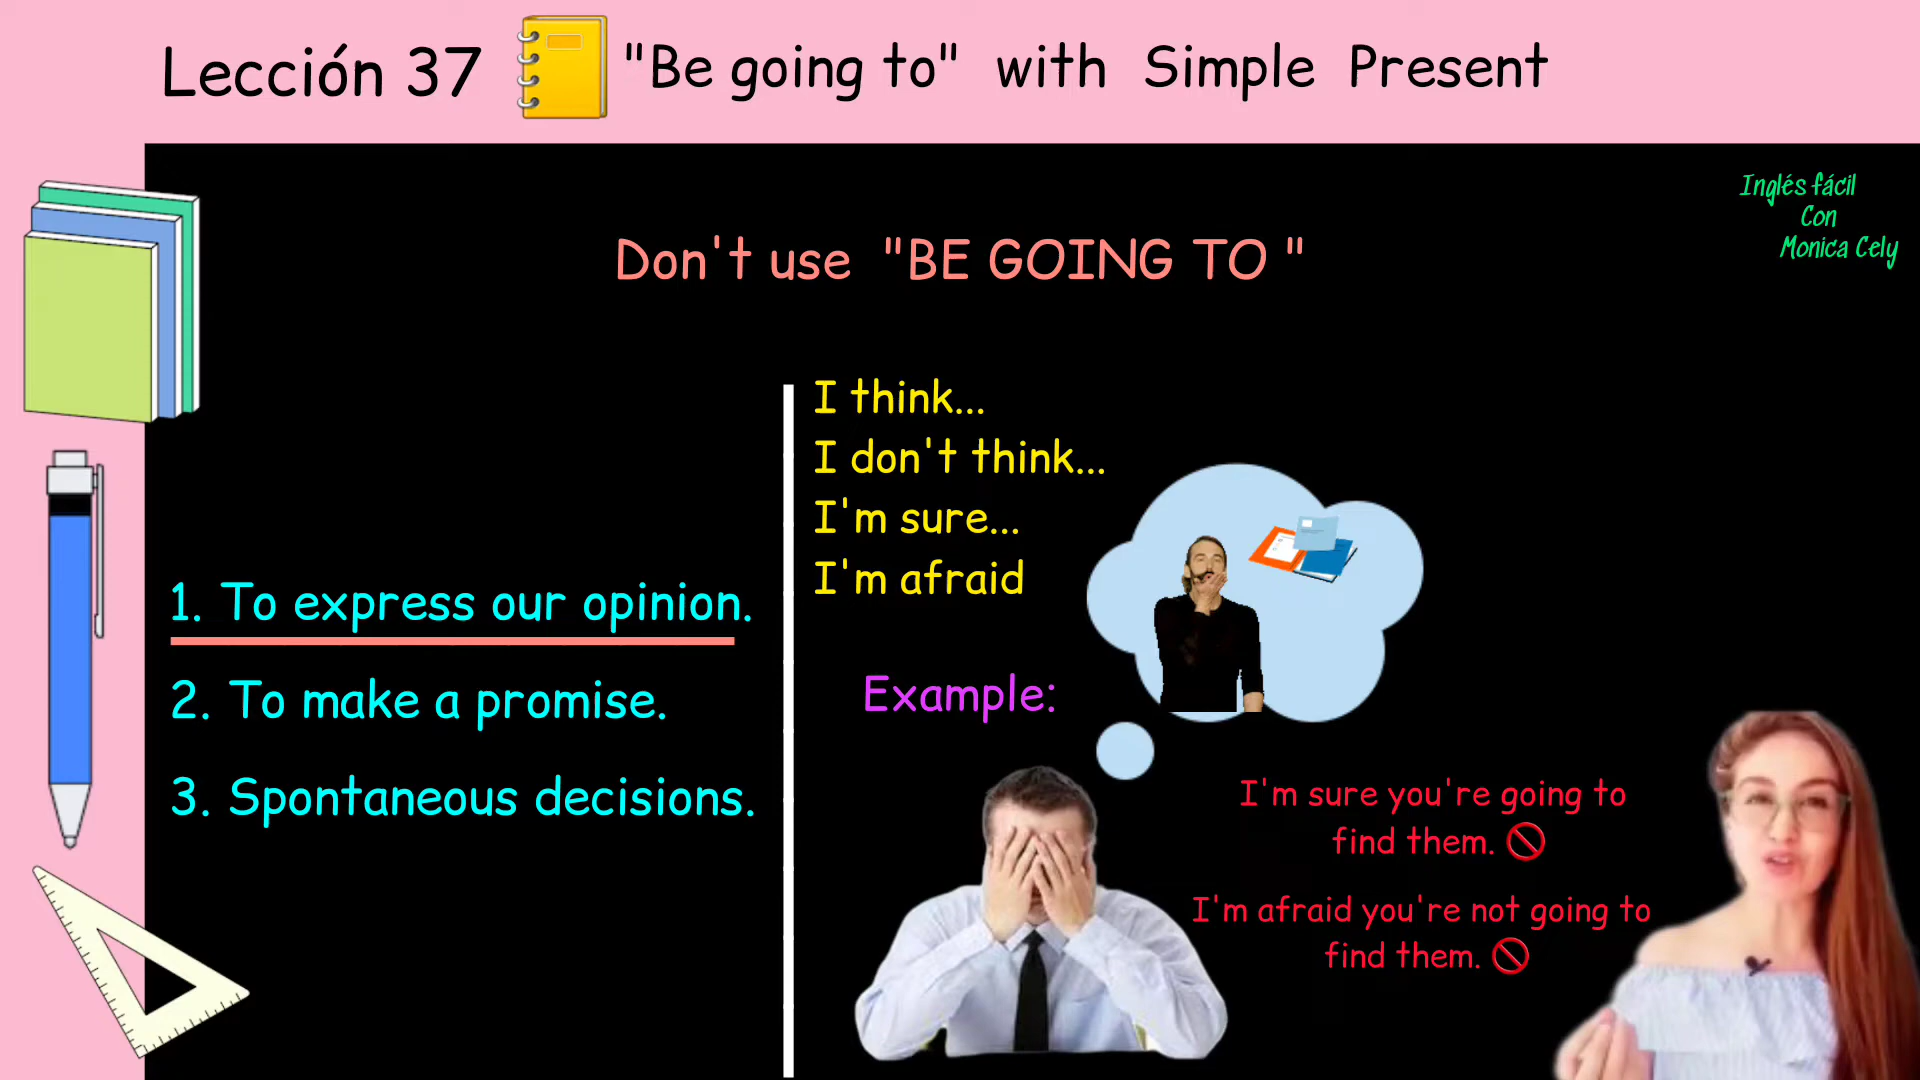 Lección 37 "Be going to" with Simple Present
Inglés fácil
Con
Monica Cely
Don't use "BE GOING TO "
1. To express our opinion.
2. To make a promise.
3. Spontaneous decisions.
I think...
I don't think...
I'm sure...
I'm afraid
Example:
I'm sure you're going to
find them.
I'm afraid you're not going to
find them.